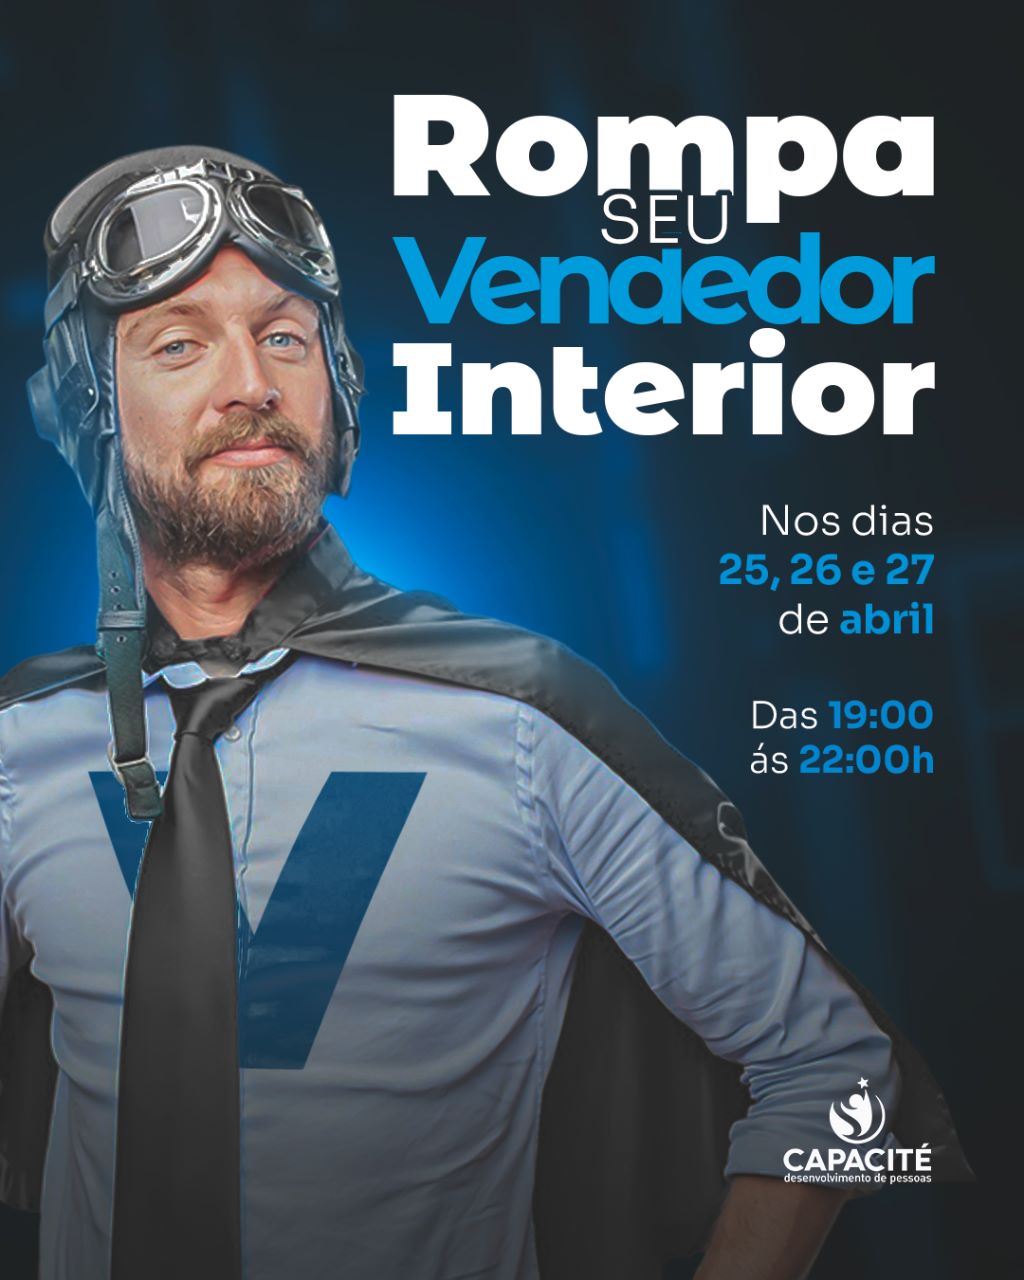 Rompa
SEU
Vendedor
Interior
Nos dias
25, 26 e 27
de abril
Das 19:00
ás 22:00h
V
CAPACITÉ
desenvolvimento de pessoas